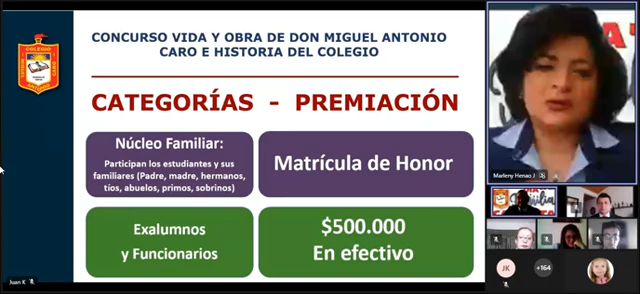 CONCURSO VIDA Y OBRA DE DON MIGUEL ANTONIO
CARO E HISTORIA DEL COLEGIO
CATEGORÍAS - PREMIACIÓN
Núcleo Familiar:
Participan los estudiantes y sus
familiares (Padre, madre, hermanos,
tíos, abuelos, primos, sobrinos)
Matrícula de Honor
Exalumnos
y Funcionarios
$500.000
En efectivo
Juan K
Marleny Henao J
JK
+164
COLEGIO